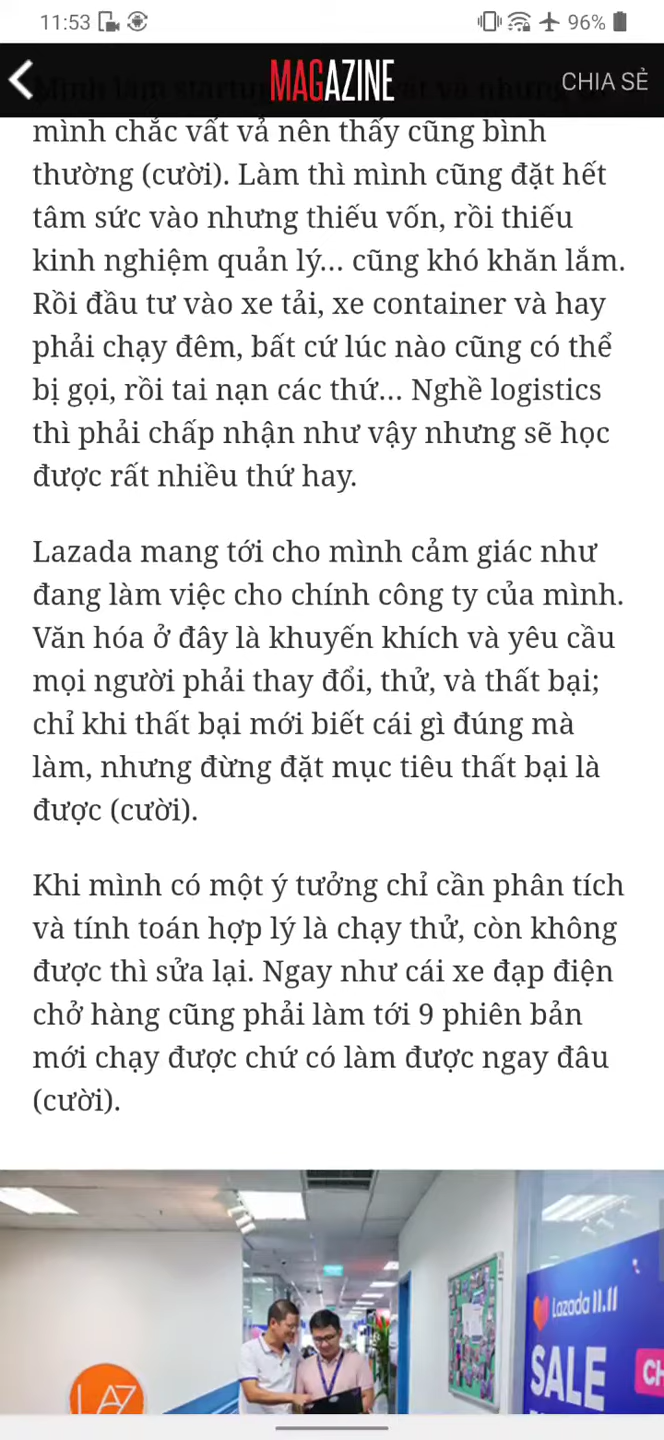 11:53
96%
MAGAZINE
CHIA SẺ
mình chắc vất vả nên thấy cũng bình
thường (cười). Làm thì mình cũng đặt hết
tâm sức vào nhưng thiếu vốn, rồi thiếu
kinh nghiệm quản lý... cũng khó khăn lắm.
Rồi đầu tư vào xe tải, xe container và hay
phải chạy đêm, bất cứ lúc nào cũng có thể
bị gọi, rồi tai nạn các thứ... Nghề logistics
thì phải chấp nhận như vậy nhưng sẽ học
được rất nhiều thứ hay.
Lazada mang tới cho mình cảm giác như
đang làm việc cho chính công ty của mình.
Văn hóa ở đây là khuyến khích và yêu cầu
mọi người phải thay đổi, thử, và thất bại;
chỉ khi thất bại mới biết cái gì đúng mà
làm, nhưng đừng đặt mục tiêu thất bại là
được (cười).
Khi mình có một ý tưởng chỉ cần phân tích
và tính toán hợp lý là chạy thử, còn không
được thì sửa lại. Ngay như cái xe đạp điện
chở hàng cũng phải làm tới 9 phiên bản
mới chạy được chứ có làm được ngay đâu
(cười).
Lazada 11.11
SALE
CH
LAZ